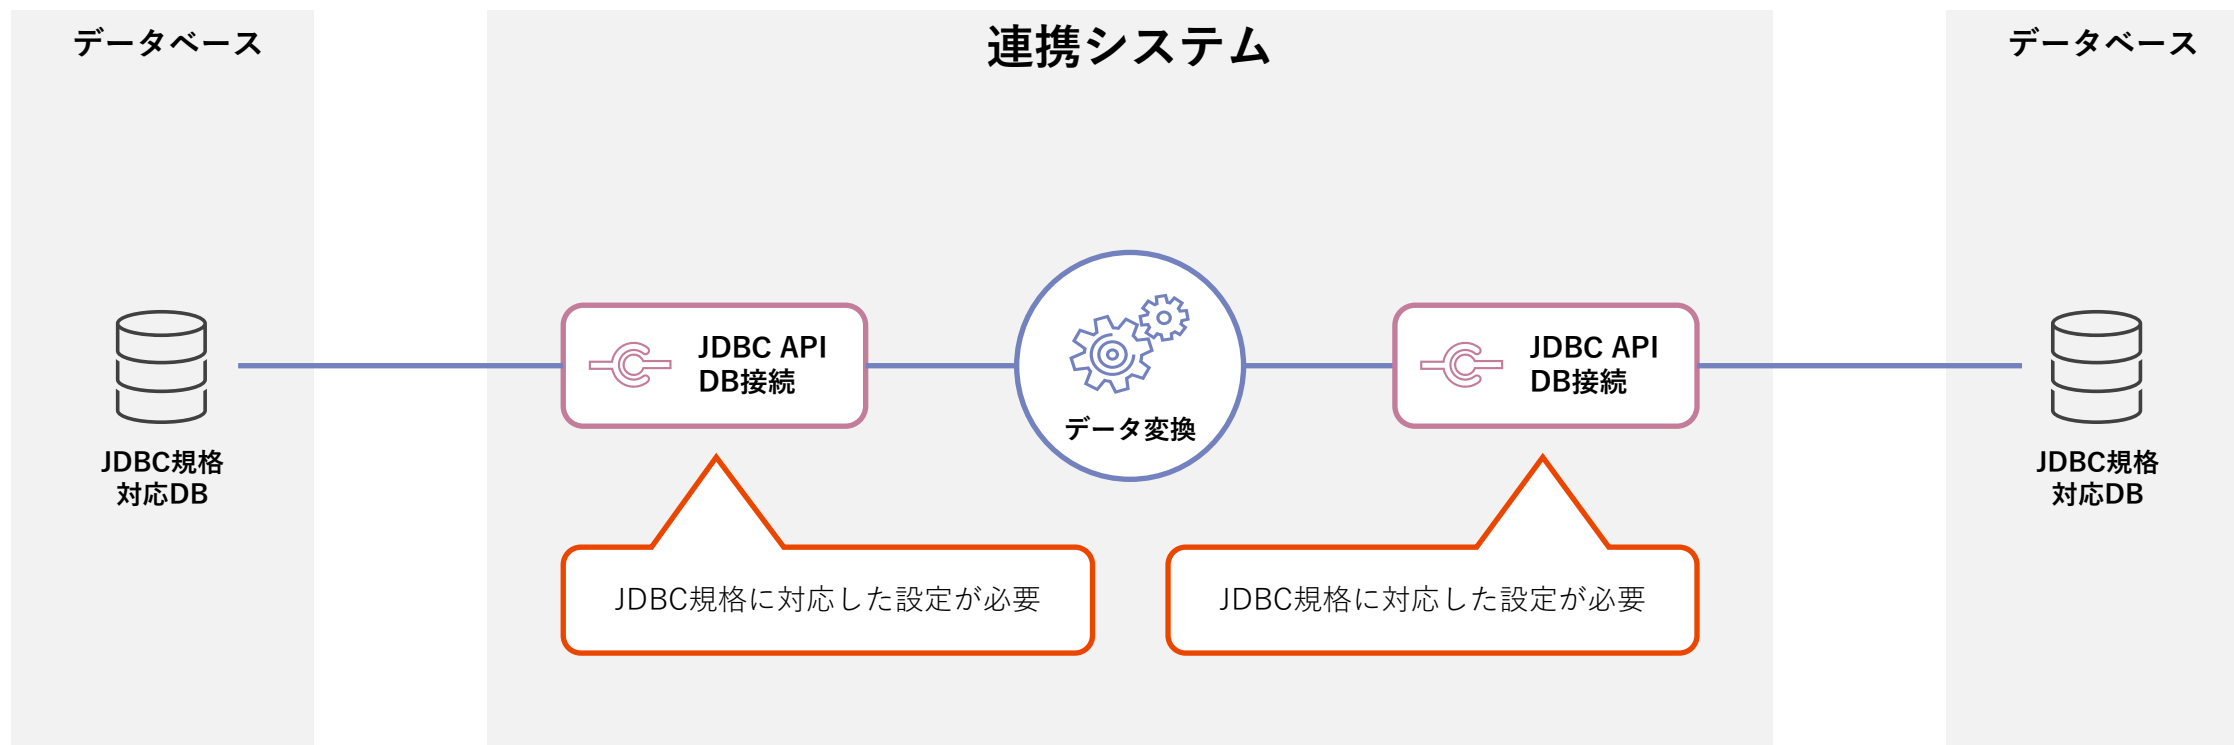 データベース
連携システム
データベース
JDBC API
DB接続
データ変換
JDBC API
DB接続
JDBC規格
対応DB
JDBC規格
対応DB
JDBC規格に対応した設定が必要
JDBC規格に対応した設定が必要